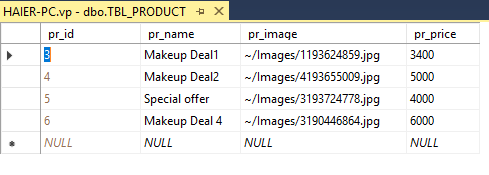 HAIER-PC.vp - dbo.TBL_PRODUCT
pr_id pr_name pr_image pr_price
3 Makeup Deal1 ~/Images/1193624859.jpg 3400
4 Makeup Deal2 ~/Images/4193655009.jpg 5000
5 Special offer ~/Images/3193724778.jpg 4000
6 Makeup Deal 4 ~/Images/3190446864.jpg 6000
NULL NULL NULL NULL